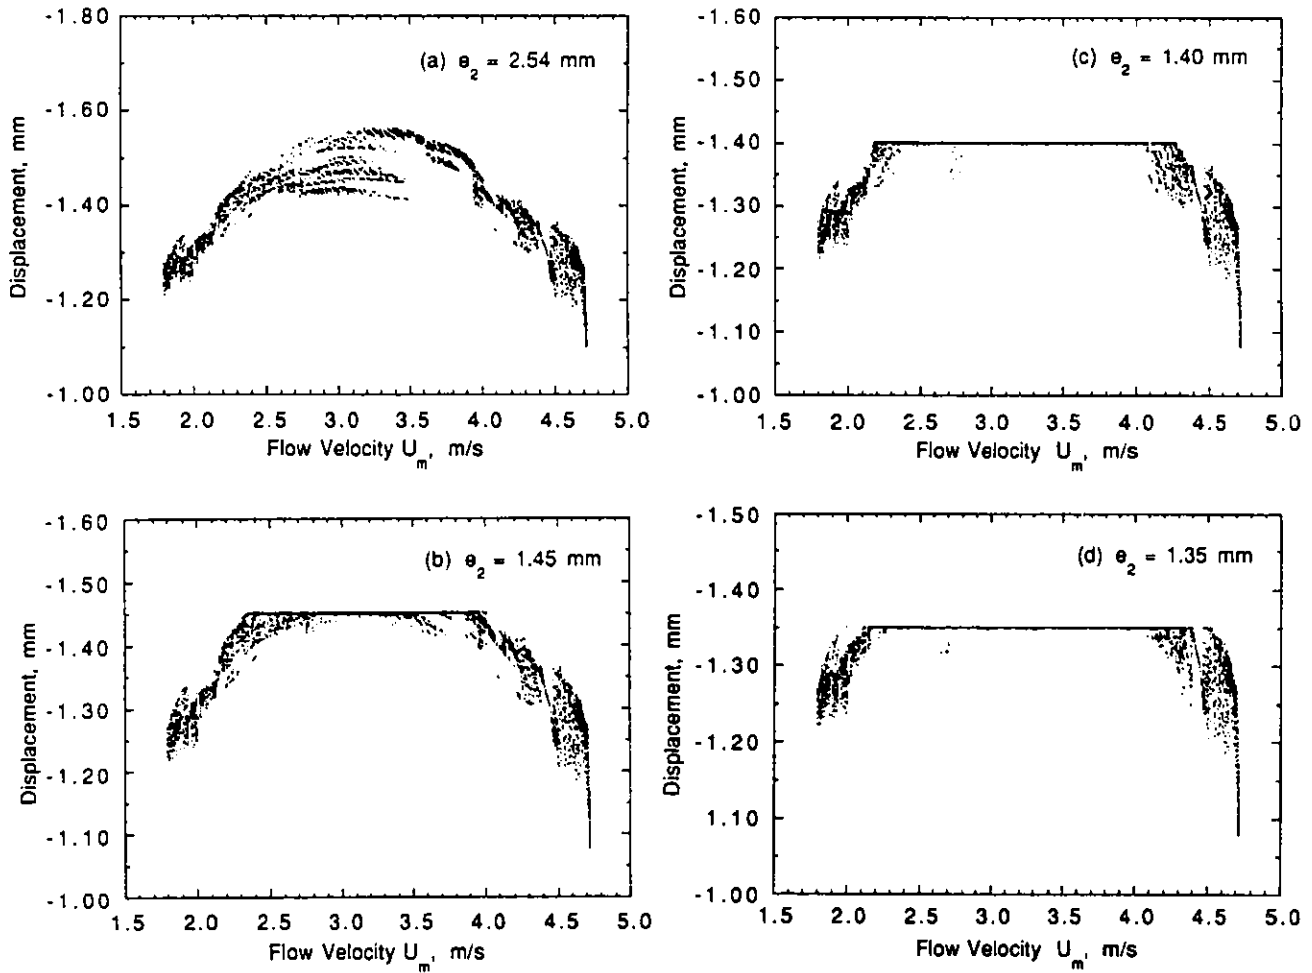 -1.80
-1.60
-1.40
-1.20
-1.00
Displacement, mm
(a) e2 = 2.54 mm
1.5 2.0 2.5 3.0 3.5 4.0 4.5 5.0
Flow Velocity Um, m/s
-1.60
-1.50
-1.40
-1.30
-1.20
-1.10
-1.00
Displacement, mm
(b) e2 = 1.45 mm
1.5 2.0 2.5 3.0 3.5 4.0 4.5 5.0
Flow Velocity Um, m/s
-1.60
-1.50
-1.40
-1.30
-1.20
-1.10
-1.00
Displacement, mm
(c) e2 = 1.40 mm
1.5 2.0 2.5 3.0 3.5 4.0 4.5 5.0
Flow Velocity Um, m/s
-1.50
-1.40
-1.30
-1.20
1.10
-1.00
Displacement, mm
(d) e2 = 1.35 mm
1.5 2.0 2.5 3.0 3.5 4.0 4.5 5.0
Flow Velocity Um, m/s